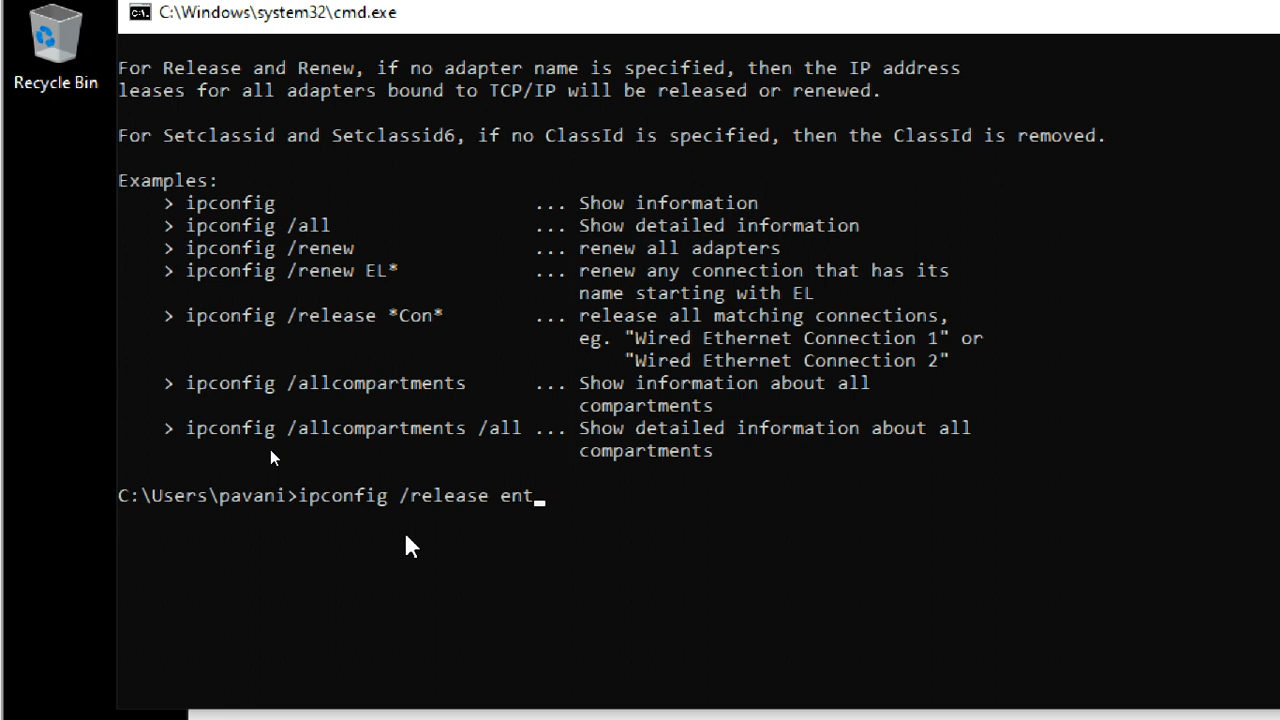 C:\Windows\system32\cmd.exe
Recycle Bin
For Release and Renew, if no adapter name is specified, then the IP address
leases for all adapters bound to TCP/IP will be released or renewed.
For Setclassid and Setclassid6, if no ClassId is specified, then the ClassId is removed.
Examples:
> ipconfig ... Show information
> ipconfig /all ... Show detailed information
> ipconfig /renew ... renew all adapters
> ipconfig /renew EL* ... renew any connection that has its
name starting with EL
> ipconfig /release *Con* ... release all matching connections,
eg. "Wired Ethernet Connection 1" or
"Wired Ethernet Connection 2"
> ipconfig /allcompartments ... Show information about all
compartments
> ipconfig /allcompartments /all ... Show detailed information about all
compartments
C:\Users\pavani>ipconfig /release ent_